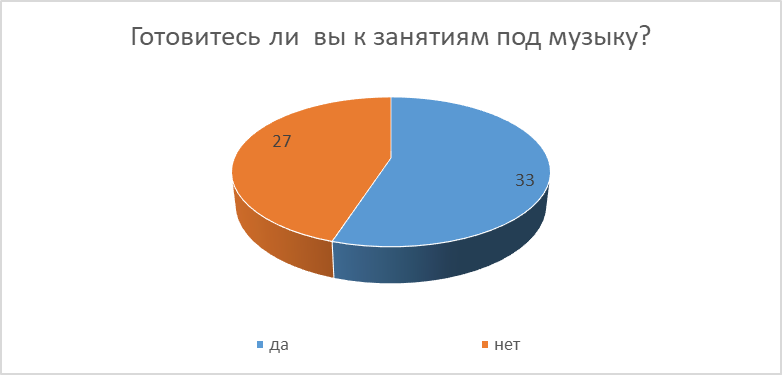 Готовитесь ли  вы к занятиям под музыку?
27
33
да
нет